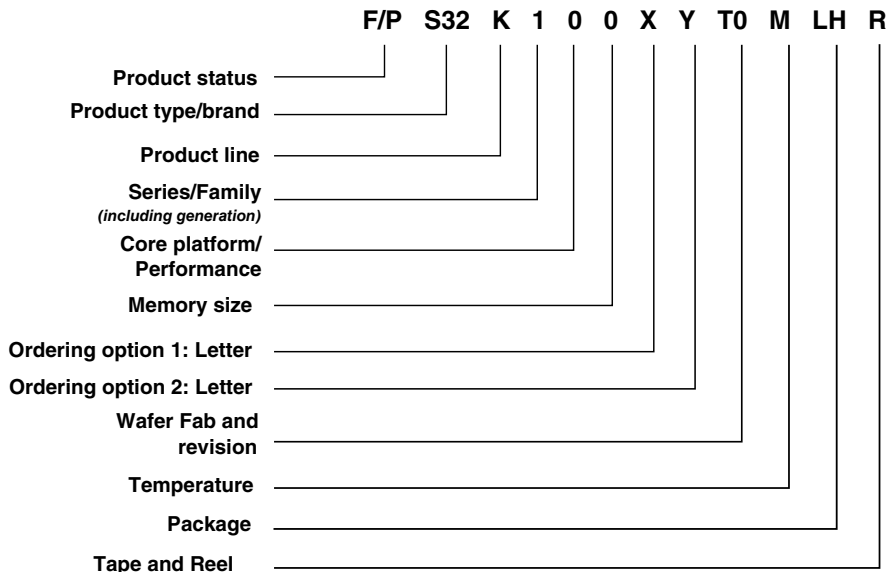 F/P S32 K 1 0 0 X Y T0 M LH R
Product status
Product type/brand
Product line
Series/Family
(including generation)
Core platform/
Performance
Memory size
Ordering option 1: Letter
Ordering option 2: Letter
Wafer Fab and
revision
Temperature
Package
Tape and Reel